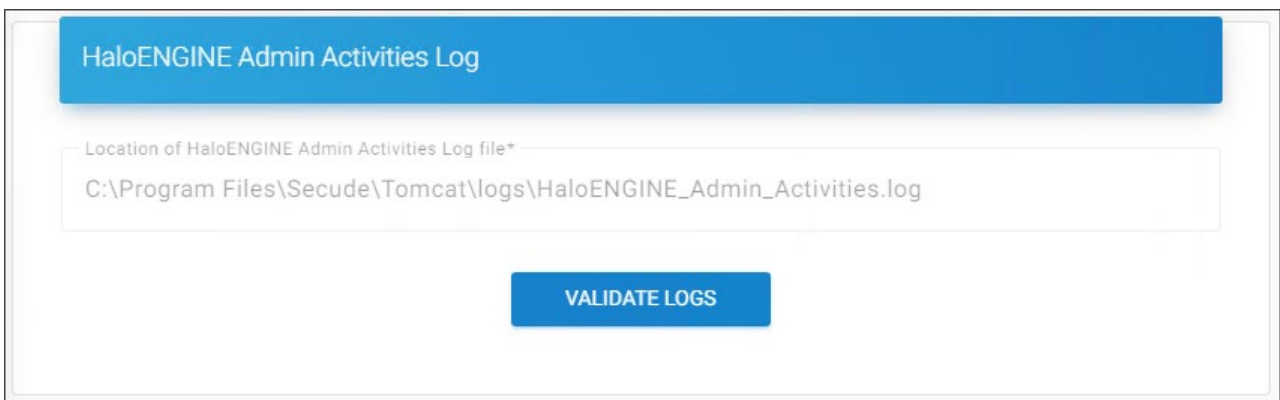 HaloENGINE Admin Activities Log
Location of HaloENGINE Admin Activities Log file*
C:\Program Files\Secude\Tomcat\logs\HaloENGINE_Admin_Activities.log
VALIDATE LOGS